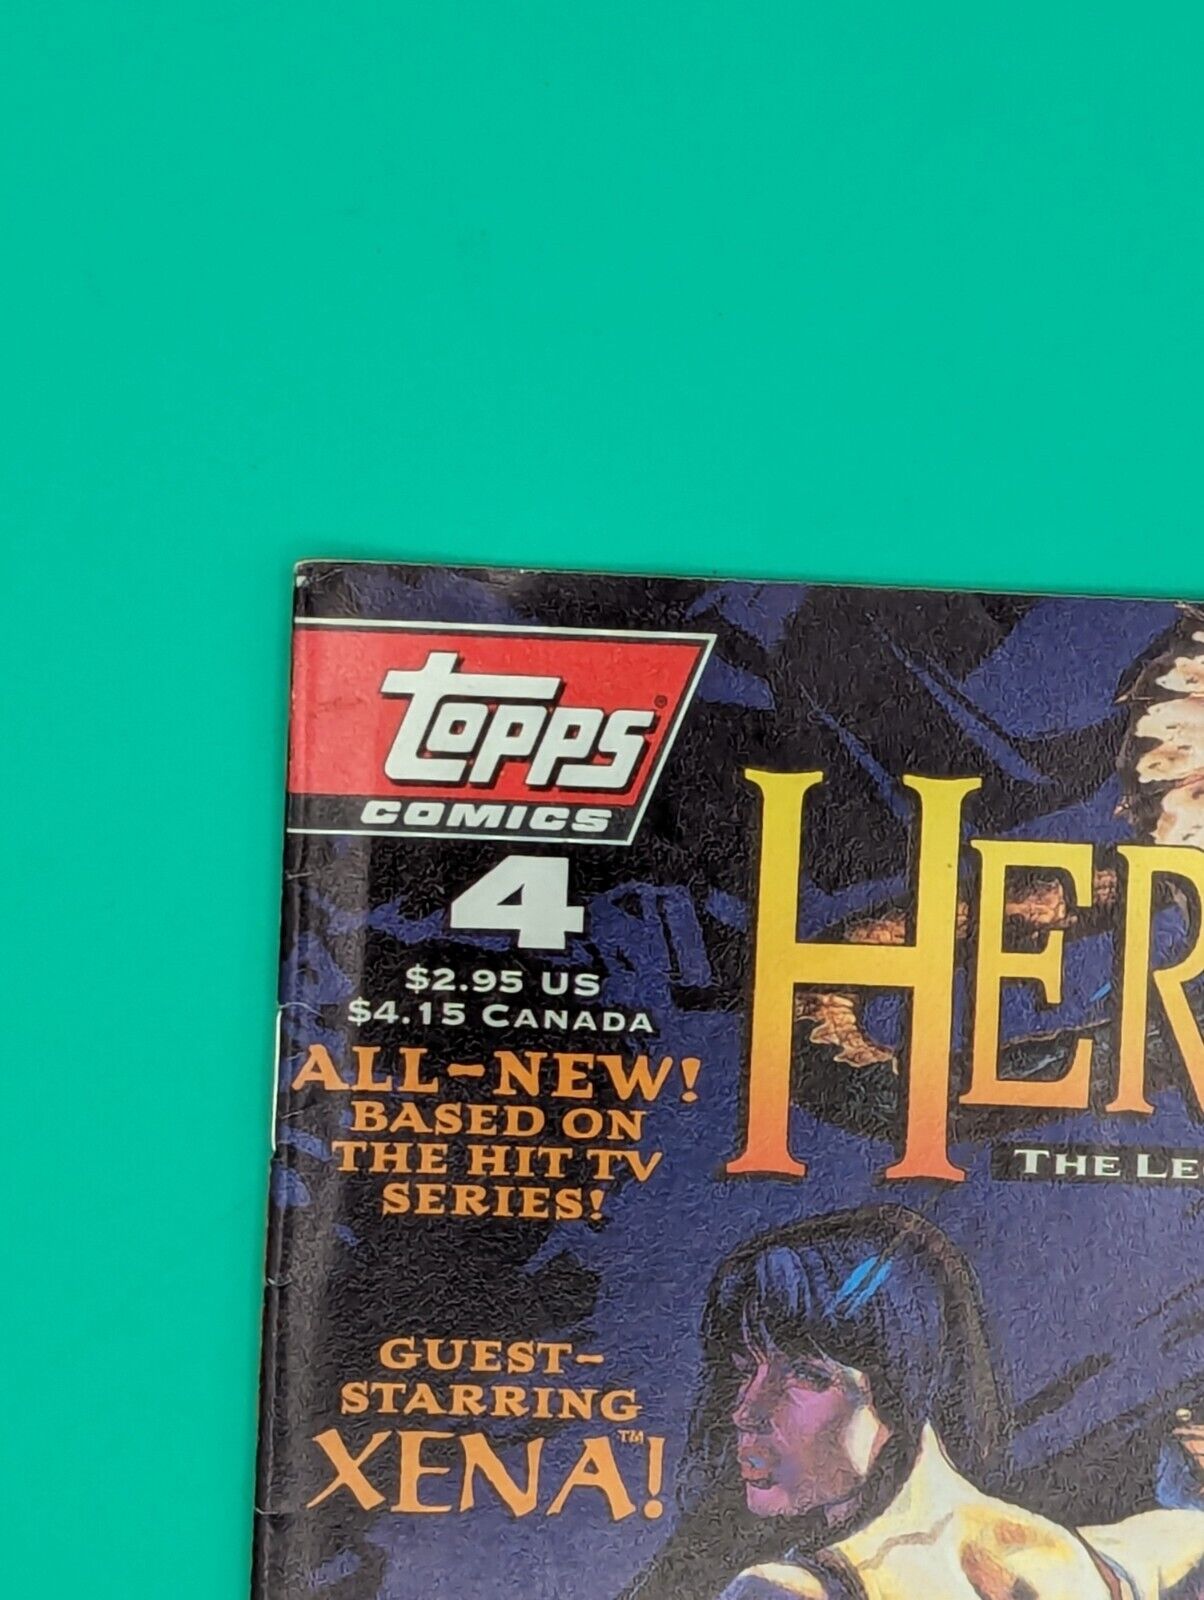 Topps®
COMICS
4
$2.95 US
$4.15 CANADA
ALL-NEW!
BASED ON
THE HIT TV
SERIES!
GUEST-
STARRING
XENA!™
HER
THE LE